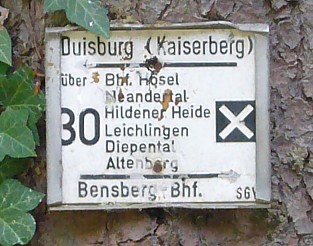 Duisburg (Kaiserberg)
über Bhf. Hösel
Neandertal
30 Hildener Heide
Leichlingen
Diepental
Altenberg
Bensberg-Bhf. SGV